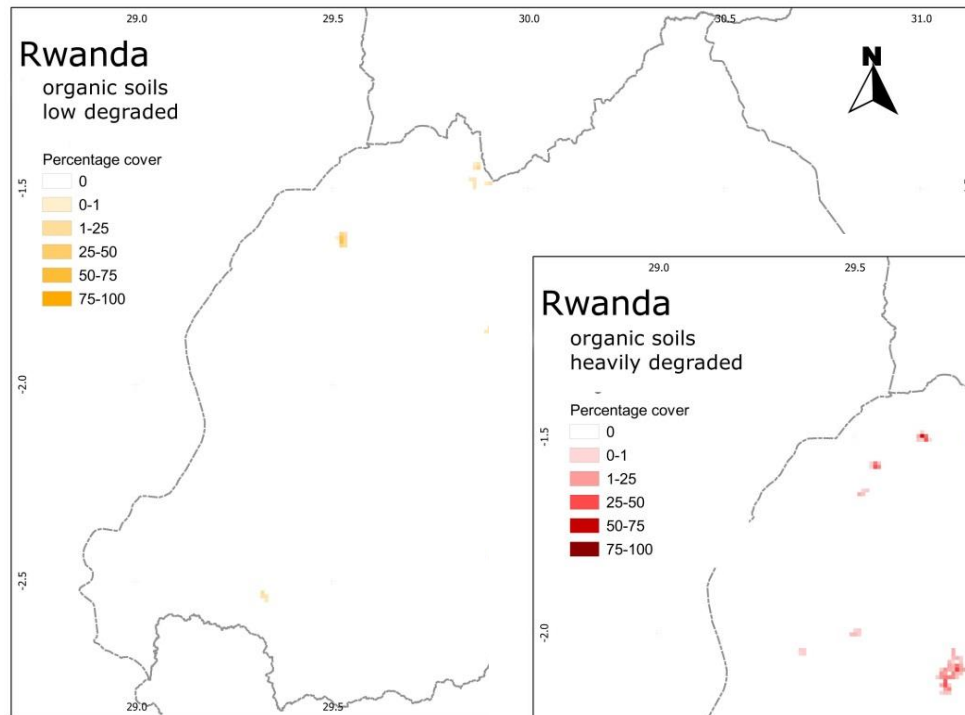 29.0
29.5
30.0
30.5
31.0
Rwanda
organic soils
low degraded
N
Percentage cover
0
0-1
1-25
25-50
50-75
75-100
-1.5
-2.0
-2.5
29.0
29.5
29.0
29.5
Rwanda
organic soils
heavily degraded
Percentage cover
0
0-1
1-25
25-50
50-75
75-100
-1.5
-2.0